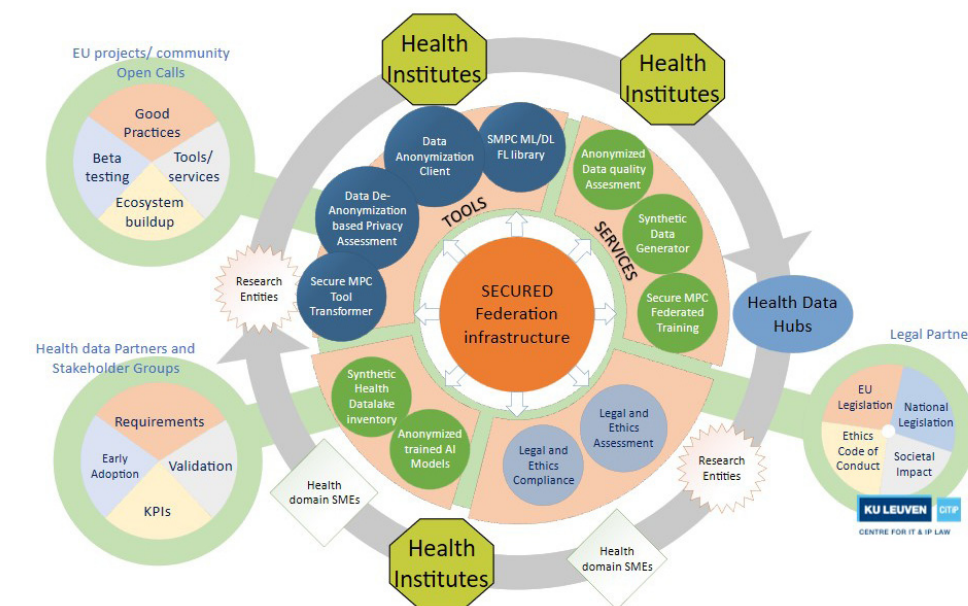 EU projects/ community
Open Calls
Good
Practices
Beta
testing
Tools/
services
Ecosystem
buildup
Health
Institutes
Health
Institutes
Data
Anonymization
Client
SMPC ML/DL
FL library
Anonymized
Data quality
Assesment
Data De-
Anonymization
based Privacy
Assessment
TOOLS
SERVICES
Synthetic
Data
Generator
Research
Entities
Secure MPC
Tool
Transformer
SECURED
Federation
infrastructure
Secure MPC
Federated
Training
Health Data
Hubs
Health data Partners and
Stakeholder Groups
Requirements
Early
Adoption
Validation
KPIs
Synthetic
Health
Datalake
inventory
Anonymized
trained AI
Models
Legal and
Ethics
Assessment
Legal and
Ethics
Compliance
Legal Partne
EU
Legislation
National
Legislation
Ethics
Code of
Conduct
Societal
Impact
Research
Entities
Health
domain SMEs
Health
Institutes
Health
domain SMEs
KU LEUVEN
CITIP
CENTRE FOR IT & IP LAW